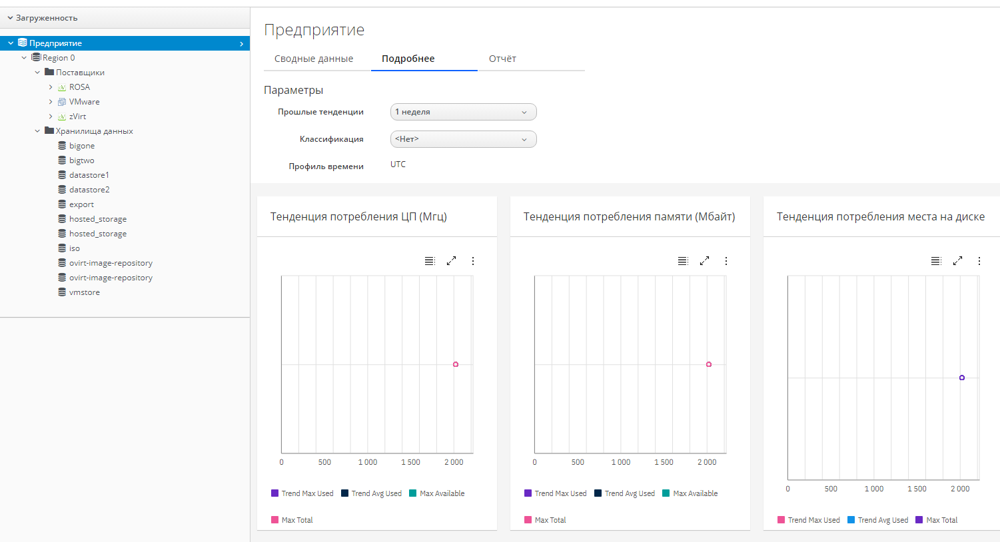 Загруженность
Предприятие
Region 0
Поставщики
ROSA
VMware
zVirt
Хранилища данных
bigone
bigtwo
datastore1
datastore2
export
hosted_storage
hosted_storage
iso
ovirt-image-repository
ovirt-image-repository
vmstore
Предприятие
Сводные данные Подробнее Отчёт
Параметры
Прошлые тенденции 1 неделя
Классификация <Нет>
Профиль времени UTC
Тенденция потребления ЦП (Мгц)
0 500 1 000 1 500 2 000
Trend Max Used Trend Avg Used Max Available
Max Total
Тенденция потребления памяти (Мбайт)
0 500 1 000 1 500 2 000
Trend Max Used Trend Avg Used Max Available
Max Total
Тенденция потребления места на диске
0 500 1 000 1 500 2 000
Trend Max Used Trend Avg Used Max Total